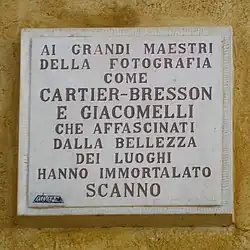 AI GRANDI MAESTRI
DELLA FOTOGRAFIA
COME
CARTIER-BRESSON
E GIACOMELLI
CHE AFFASCINATI
DALLA BELLEZZA
DEI LUOGHI
HANNO IMMORTALATO
SCANNO